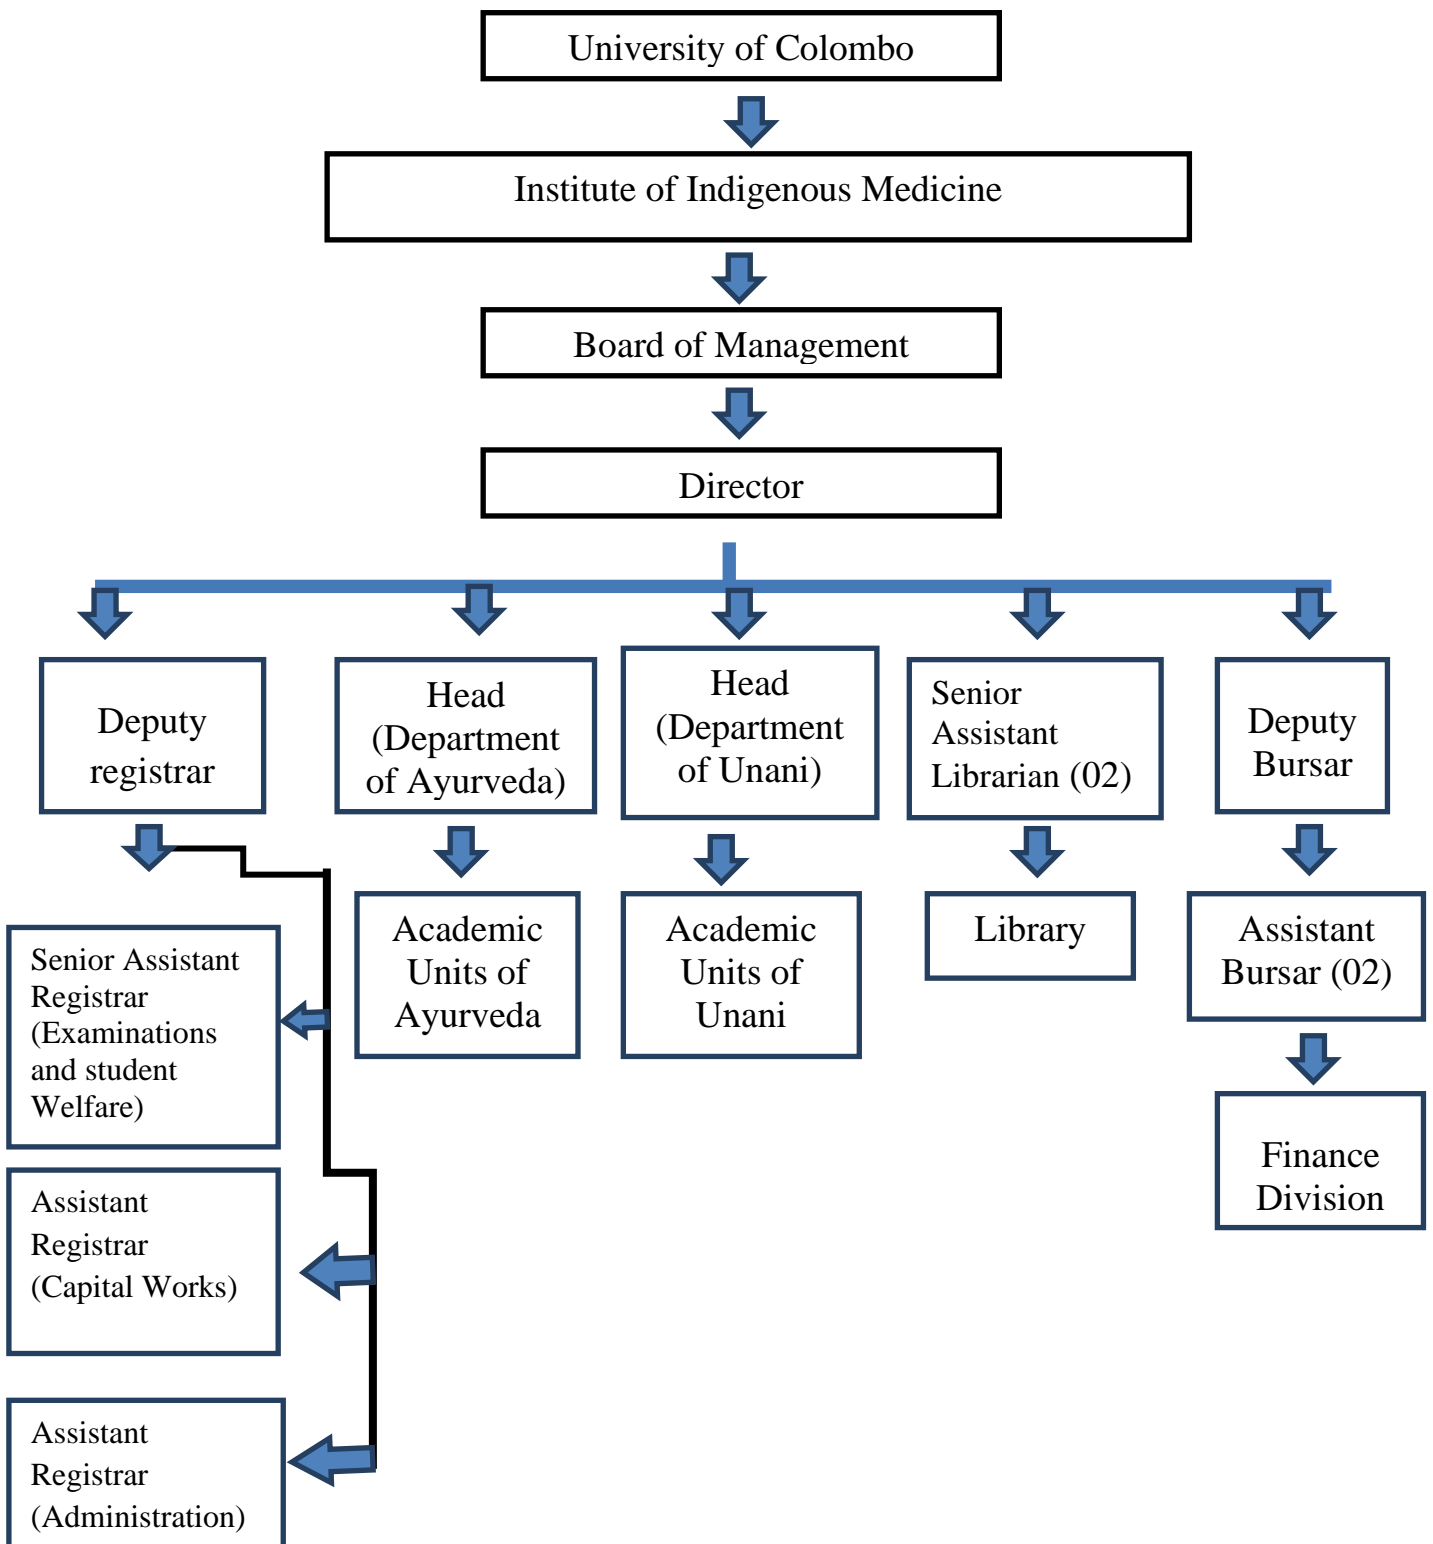 University of Colombo
Institute of Indigenous Medicine
Board of Management
Director
Deputy
registrar
Head
(Department
of Ayurveda)
Head
(Department
of Unani)
Senior
Assistant
Librarian (02)
Deputy
Bursar
Senior Assistant
Registrar
(Examinations
and student
Welfare)
Academic
Units of
Ayurveda
Academic
Units of
Unani
Library
Assistant
Bursar (02)
Finance
Division
Assistant
Registrar
(Capital Works)
Assistant
Registrar
(Administration)